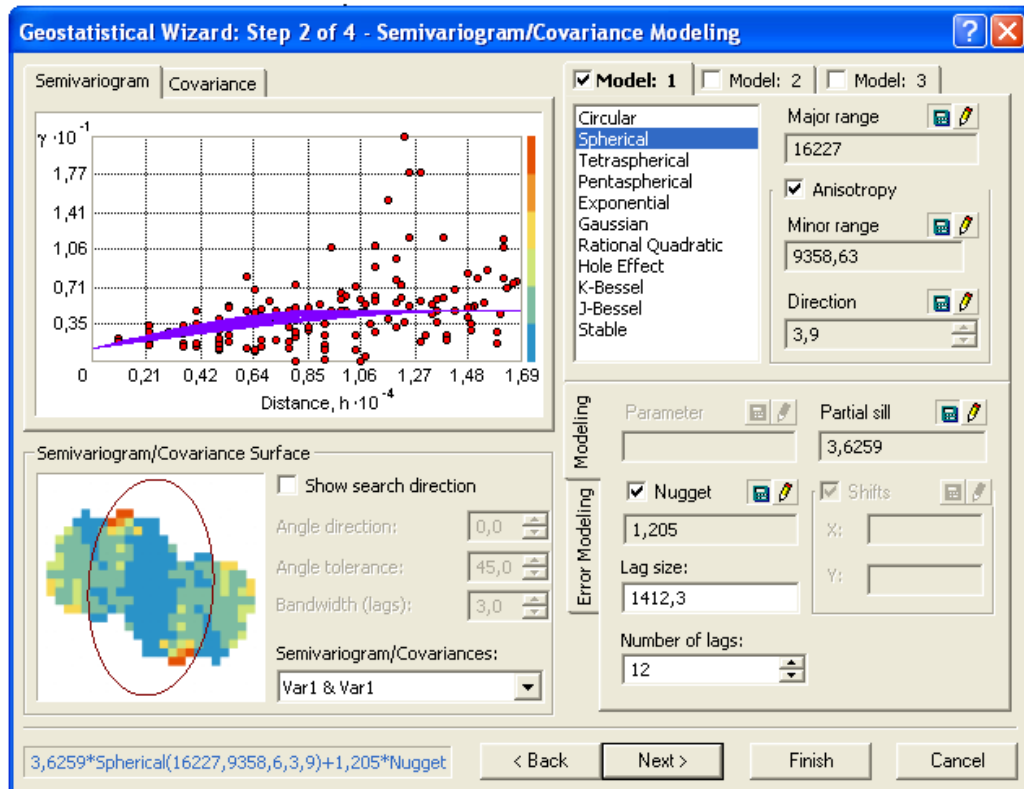 Geostatistical Wizard: Step 2 of 4 - Semivariogram/Covariance Modeling
Semivariogram
Covariance
γ ·10⁻¹
1,77
1,41
1,06
0,71
0,35
0 0,21 0,42 0,64 0,85 1,06 1,27 1,48 1,69
Distance, h ·10⁻⁴
Model: 1
Model: 2
Model: 3
Circular
Spherical
Tetraspherical
Pentaspherical
Exponential
Gaussian
Rational Quadratic
Hole Effect
K-Bessel
J-Bessel
Stable
Major range
16227
Anisotropy
Minor range
9358,63
Direction
3,9
Semivariogram/Covariance Surface
Show search direction
Angle direction:
0,0
Angle tolerance:
45,0
Bandwidth (lags):
3,0
Semivariogram/Covariances:
Var1 & Var1
Modeling
Error Modeling
Parameter
Partial sill
3,6259
Nugget
1,205
Shifts
X:
Y:
Lag size:
1412,3
Number of lags:
12
3,6259*Spherical(16227,9358,6,3,9)+1,205*Nugget
< Back
Next >
Finish
Cancel